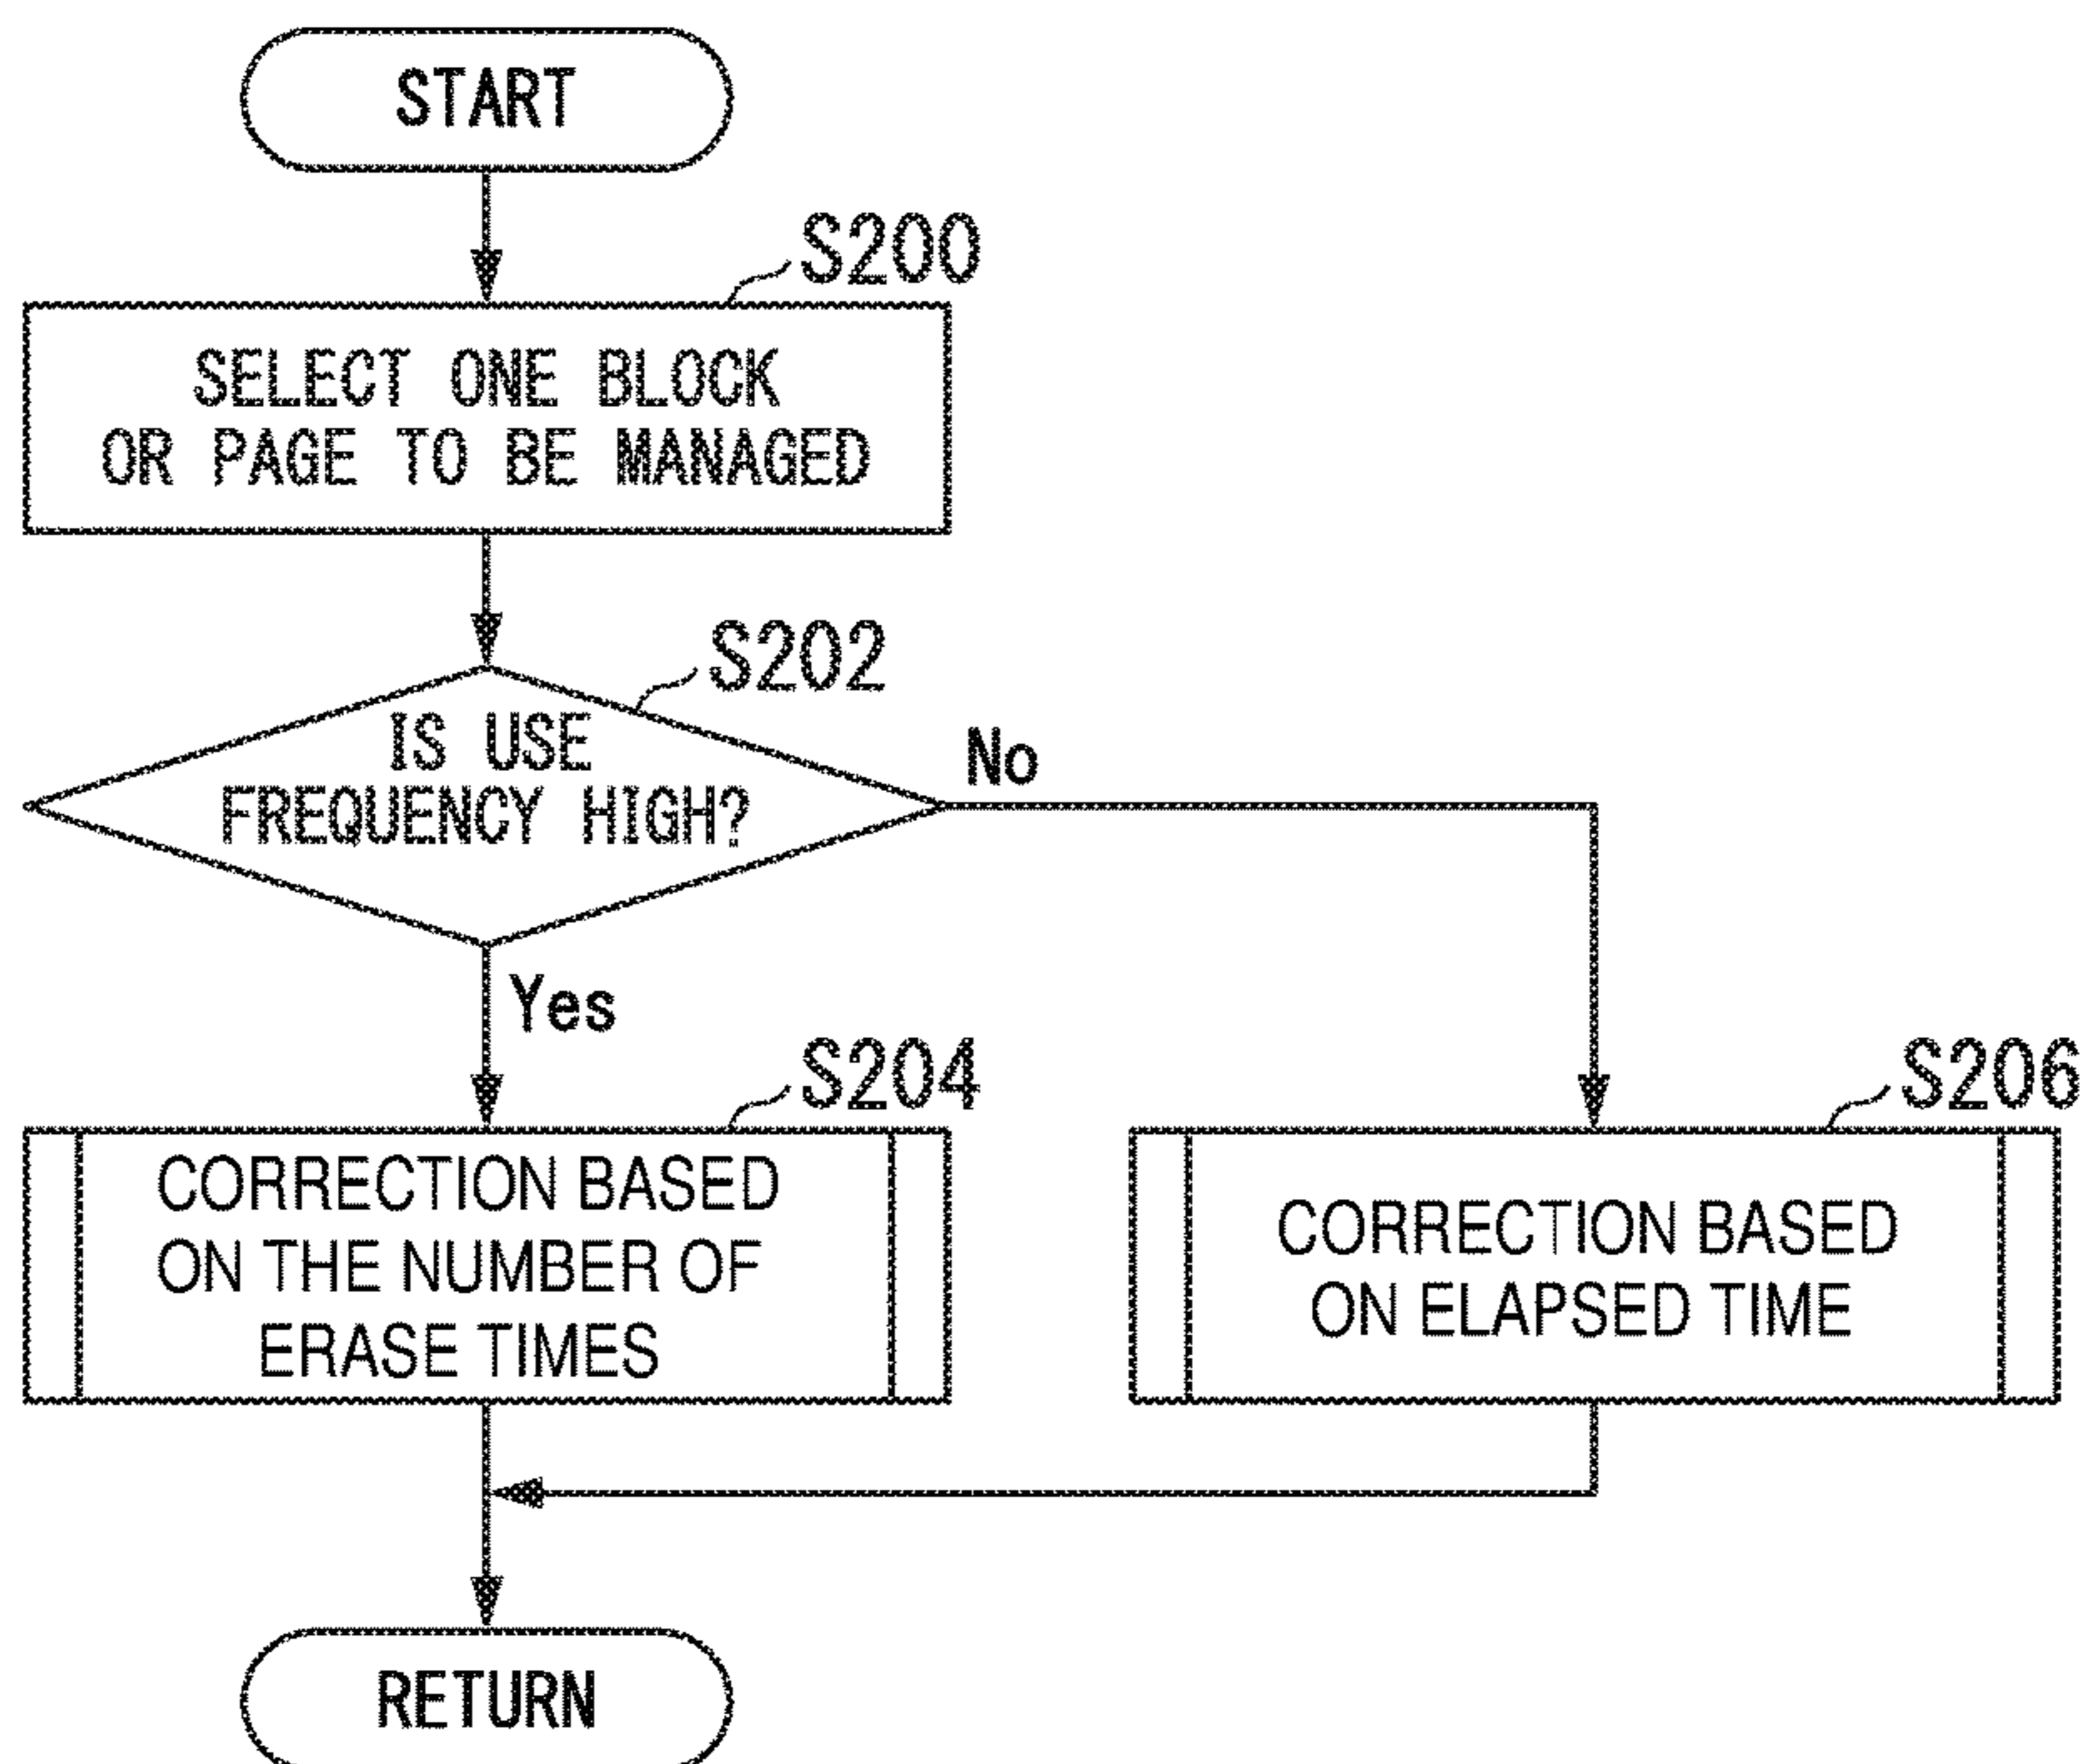 START
S200
SELECT ONE BLOCK
OR PAGE TO BE MANAGED
S202
IS USE
FREQUENCY HIGH?
No
Yes
S204
CORRECTION BASED
ON THE NUMBER OF
ERASE TIMES
S206
CORRECTION BASED
ON ELAPSED TIME
RETURN